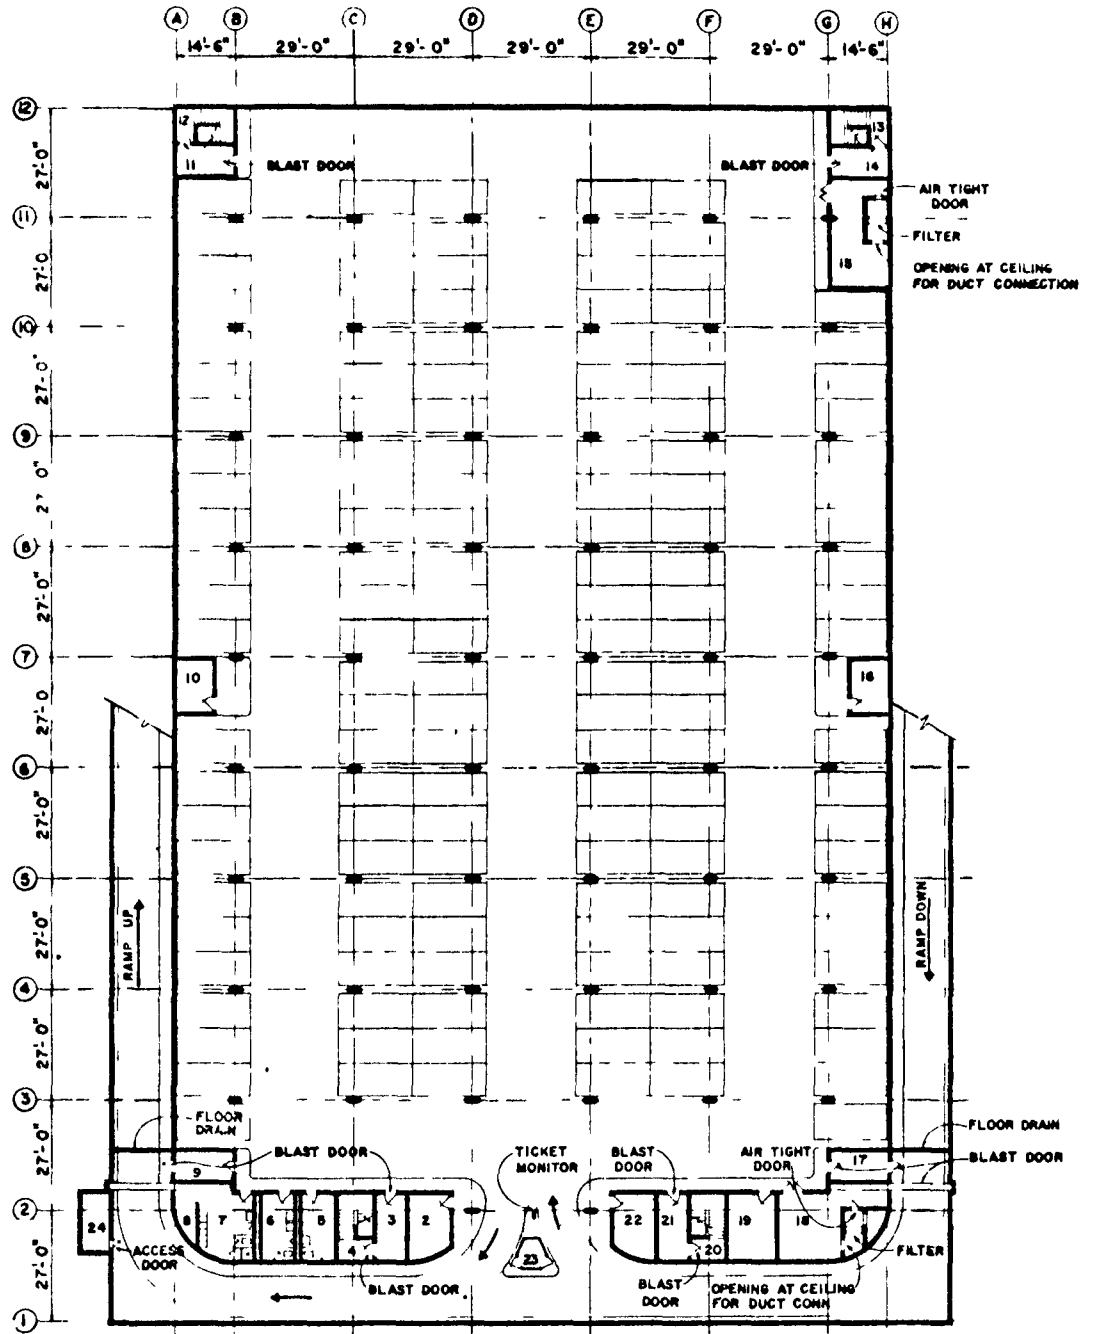 A B C D E F G H
14'-6" 29'-0" 29'-0" 29'-0" 29'-0" 29'-0" 14'-6"
12
27'-0"
11
27'-0
10
27'-0"
9
27'-0"
8
27'-0"
7
27'-0
6
27'-0"
5
27'-0"
4
27'-0"
3
27'-0"
2
27'-0"
1
12
11
BLAST DOOR
BLAST DOOR
13
14
AIR TIGHT
DOOR
FILTER
15
OPENING AT CEILING
FOR DUCT CONNECTION
10
16
RAMP UP
RAMP DOWN
FLOOR
DRAIN
BLAST DOOR
TICKET
MONITOR
BLAST
DOOR
AIR TIGHT
DOOR
FLOOR DRAIN
BLAST DOOR
9
17
24
8 7 6 5 4 3 2
23
22 21 20 19 18
ACCESS
DOOR
BLAST DOOR
BLAST
DOOR
OPENING AT CEILING
FOR DUCT CONN
FILTER